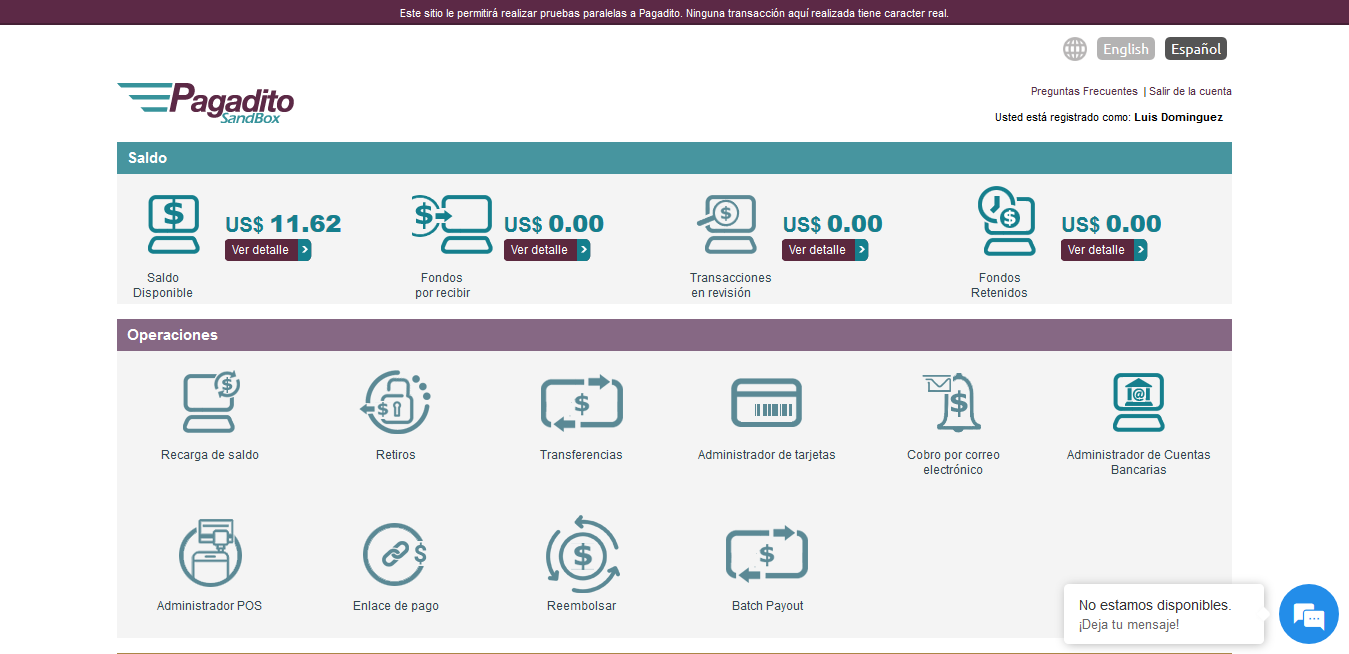 Este sitio le permitirá realizar pruebas paralelas a Pagadito. Ninguna transacción aquí realizada tiene caracter real.
English Español
Pagadito
SandBox
Preguntas Frecuentes | Salir de la cuenta
Usted está registrado como: Luis Dominguez
Saldo
US$ 11.62
Ver detalle >
Saldo
Disponible
US$ 0.00
Ver detalle >
Fondos
por recibir
US$ 0.00
Ver detalle >
Transacciones
en revisión
US$ 0.00
Ver detalle >
Fondos
Retenidos
Operaciones
Recarga de saldo
Retiros
Transferencias
Administrador de tarjetas
Cobro por correo
electrónico
Administrador de Cuentas
Bancarias
Administrador POS
Enlace de pago
Reembolsar
Batch Payout
No estamos disponibles.
¡Deja tu mensaje!